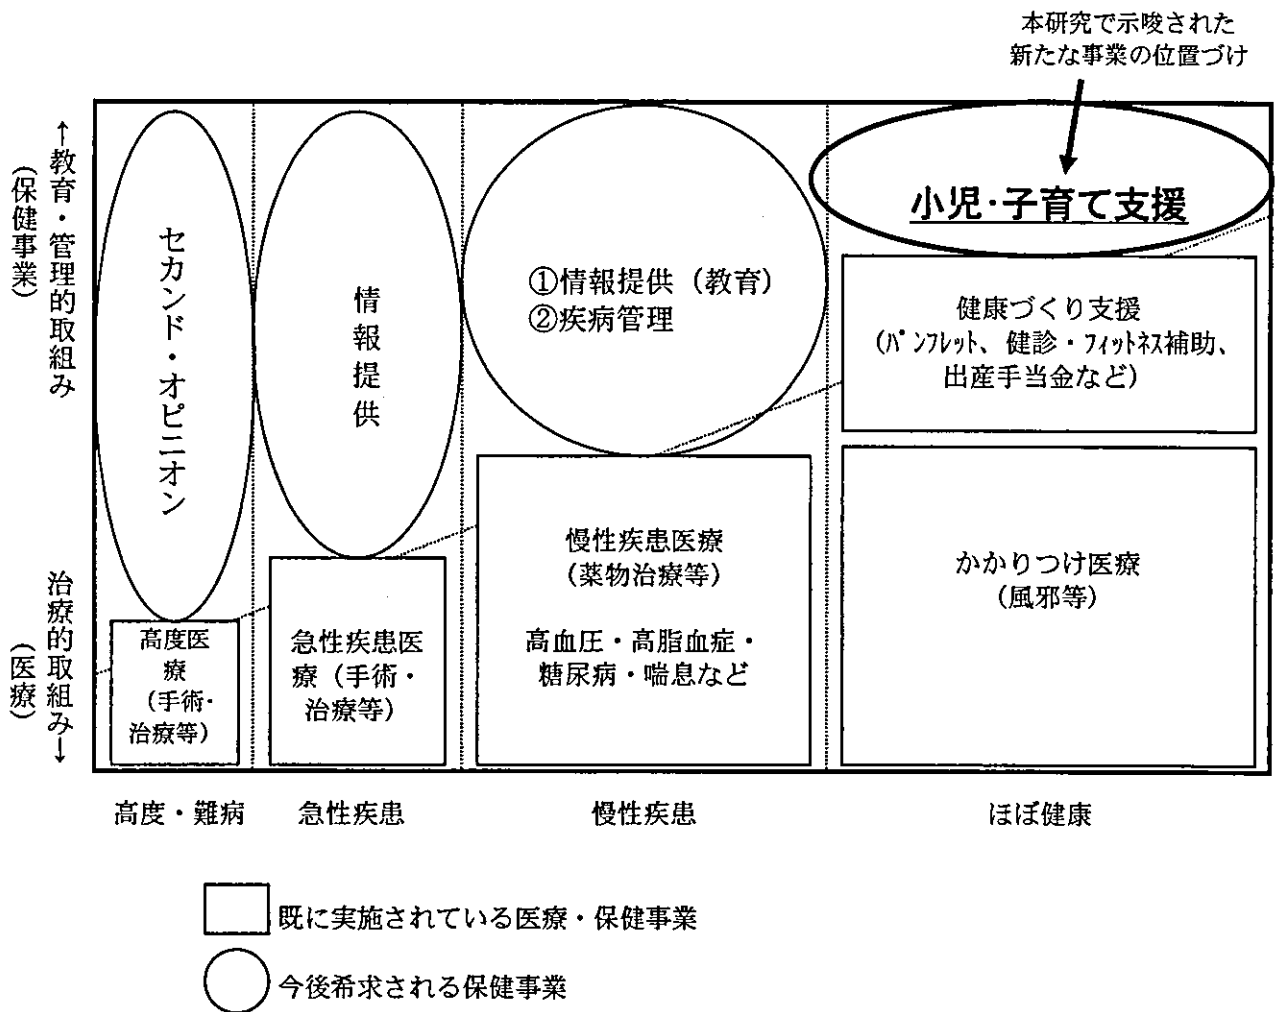 本研究で示唆された
新たな事業の位置づけ
↑教育・管理的取組み
(保健事業)
治療的取組み↓
(医療)
セカンド・オピニオン
情報提供
①情報提供（教育）
②疾病管理
小児・子育て支援
健康づくり支援
(ﾊﾟﾝﾌﾚｯﾄ、健診・ﾌｨｯﾄﾈｽ補助、
出産手当金など)
高度医
療
（手術・
治療等）
急性疾患医
療（手術・
治療等）
慢性疾患医療
(薬物治療等)
高血圧・高脂血症・
糖尿病・喘息など
かかりつけ医療
(風邪等)
高度・難病
急性疾患
慢性疾患
ほぼ健康
既に実施されている医療・保健事業
今後希求される保健事業